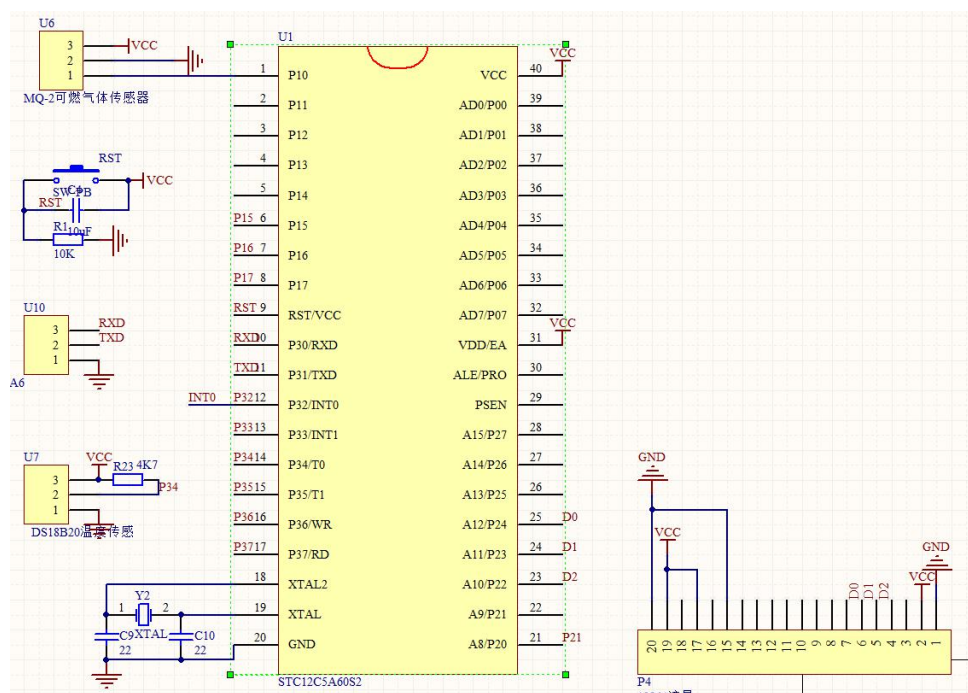 U6
3 VCC
2
1
MQ-2可燃气体传感器
RST
VCC
SW-PB
RST
R1
10uF
10K
U10
3 RXD
2 TXD
1
A6
U7
VCC
R23 4K7
3
2 P34
1
DS18B20温度传感
Y2
1 2
C9 XTAL C10
22 22
U1
VCC
1 P10 VCC 40
2 P11 AD0/P00 39
3 P12 AD1/P01 38
4 P13 AD2/P02 37
5 P14 AD3/P03 36
P15 6 P15 AD4/P04 35
P16 7 P16 AD5/P05 34
P17 8 P17 AD6/P06 33
RST 9 RST/VCC AD7/P07 32
VCC
RXD 10 P30/RXD VDD/EA 31
TXD 11 P31/TXD ALE/PRO 30
INT0 P32 12 P32/INT0 PSEN 29
P33 13 P33/INT1 A15/P27 28
P34 14 P34/T0 A14/P26 27
P35 15 P35/T1 A13/P25 26
P36 16 P36/WR A12/P24 25 D0
P37 17 P37/RD A11/P23 24 D1
18 XTAL2 A10/P22 23 D2
19 XTAL A9/P21 22
20 GND A8/P20 21 P21
STC12C5A60S2
GND
VCC
GND
VCC
D0
D1
D2
20 19 18 17 16 15 14 13 12 11 10 9 8 7 6 5 4 3 2 1
P4